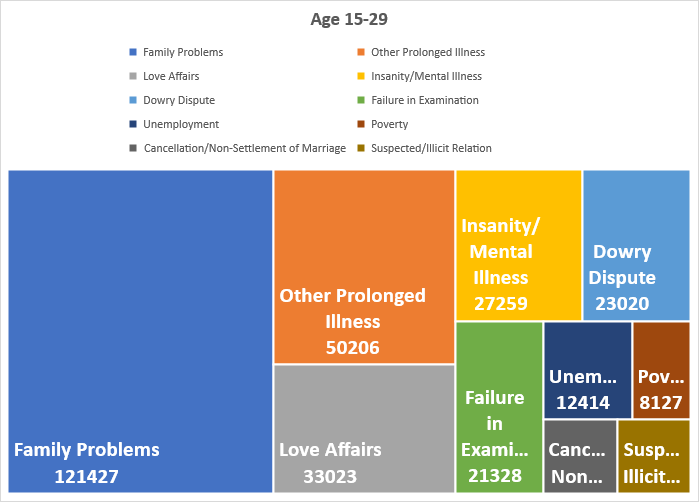 Age 15-29
Family Problems
Other Prolonged Illness
Love Affairs
Insanity/Mental Illness
Dowry Dispute
Failure in Examination
Unemployment
Poverty
Cancellation/Non-Settlement of Marriage
Suspected/Illicit Relation
Family Problems
121427
Other Prolonged
Illness
50206
Love Affairs
33023
Insanity/
Mental
Illness
27259
Dowry
Dispute
23020
Failure
in
Exami...
21328
Unem...
12414
Pov...
8127
Canc...
Non...
Susp...
Illicit...